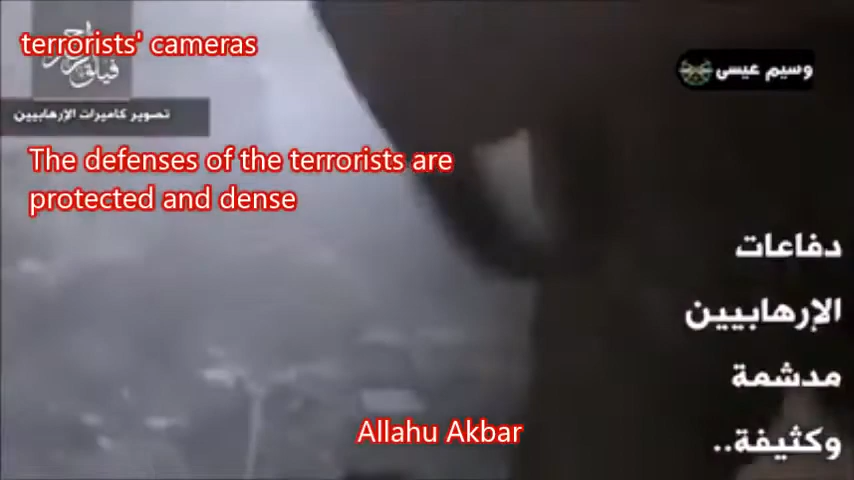 terrorists' cameras
فيلق
وسيم عيسى
تصوير كاميرات الإرهابيين
The defenses of the terrorists are
protected and dense
دفاعات
الإرهابيين
مدشمة
وكثيفة..
Allahu Akbar